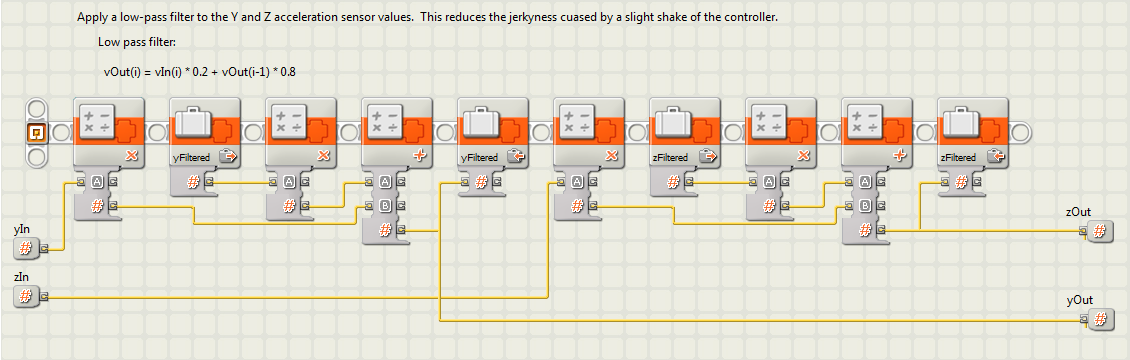 Apply a low-pass filter to the Y and Z acceleration sensor values.  This reduces the jerkyness cuased by a slight shake of the controller.
Low pass filter:
vOut(i) = vIn(i) * 0.2 + vOut(i-1) * 0.8
yFiltered yFiltered zFiltered zFiltered
A # # A # A B # # A # # A # A B # #
yIn
#
zIn
#
zOut
#
yOut
#